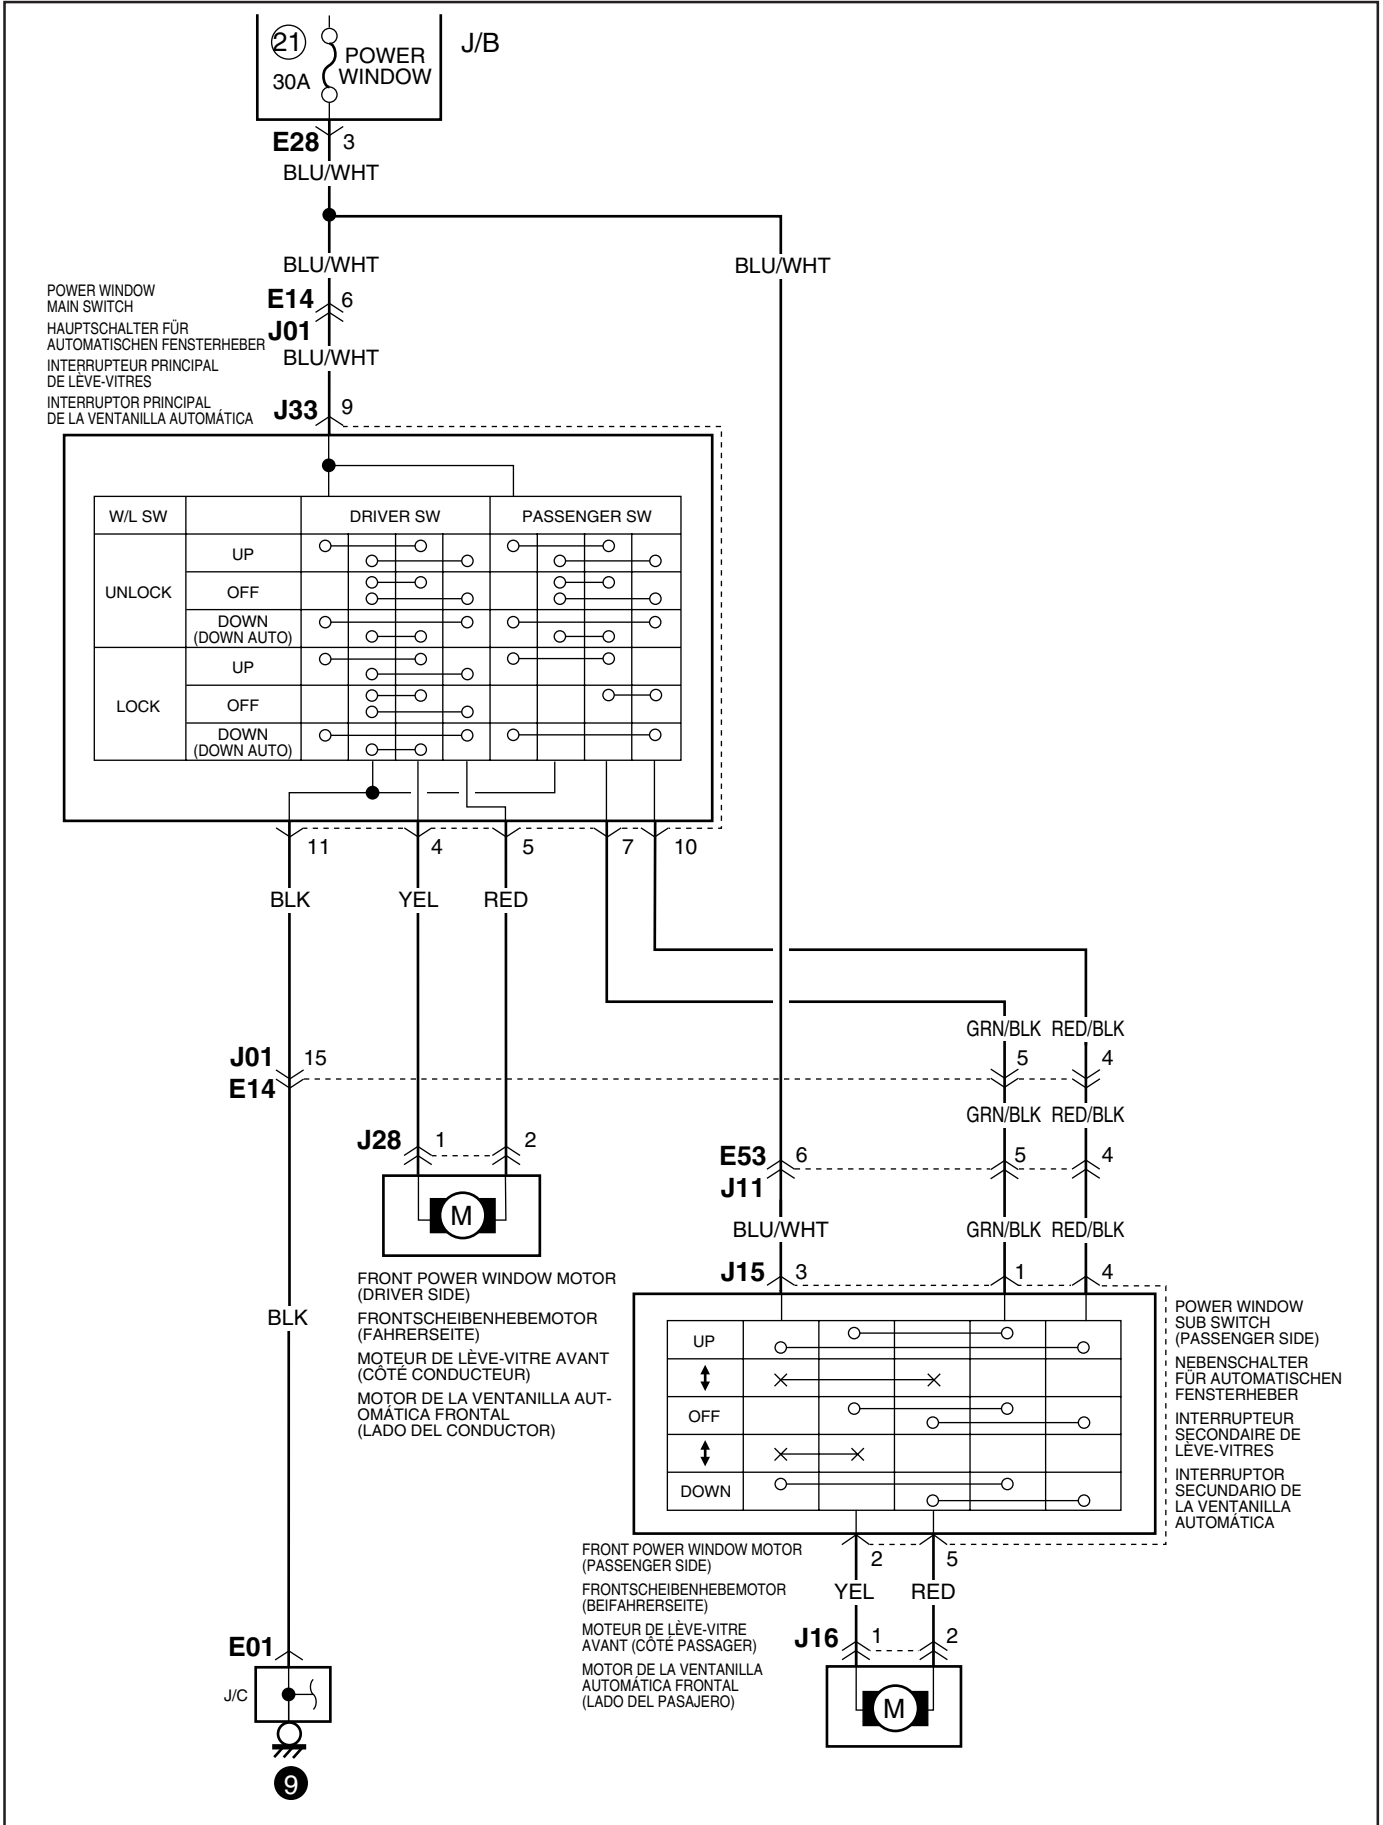 21
30A
POWER
WINDOW
J/B
E28 3
BLU/WHT
BLU/WHT
BLU/WHT
POWER WINDOW
MAIN SWITCH
HAUPTSCHALTER FÜR
AUTOMATISCHEN FENSTERHEBER
INTERRUPTEUR PRINCIPAL
DE LÈVE-VITRES
INTERRUPTOR PRINCIPAL
DE LA VENTANILLA AUTOMÁTICA
E14 6
J01
BLU/WHT
J33 9
W/L SW DRIVER SW PASSENGER SW
UNLOCK
UP
OFF
DOWN
(DOWN AUTO)
LOCK
UP
OFF
DOWN
(DOWN AUTO)
11 4 5 7 10
BLK YEL RED
GRN/BLK RED/BLK
J01 15 5 4
E14
GRN/BLK RED/BLK
J28 1 2
E53 6 5 4
J11
M
BLU/WHT GRN/BLK RED/BLK
J15 3 1 4
FRONT POWER WINDOW MOTOR
(DRIVER SIDE)
FRONTSCHEIBENHEBEMOTOR
(FAHRERSEITE)
MOTEUR DE LÈVE-VITRE AVANT
(CÔTÉ CONDUCTEUR)
MOTOR DE LA VENTANILLA AUT-
OMÁTICA FRONTAL
(LADO DEL CONDUCTOR)
BLK
UP
OFF
DOWN
POWER WINDOW
SUB SWITCH
(PASSENGER SIDE)
NEBENSCHALTER
FÜR AUTOMATISCHEN
FENSTERHEBER
INTERRUPTEUR
SECONDAIRE DE
LÈVE-VITRES
INTERRUPTOR
SECUNDARIO DE
LA VENTANILLA
AUTOMÁTICA
FRONT POWER WINDOW MOTOR
(PASSENGER SIDE)
FRONTSCHEIBENHEBEMOTOR
(BEIFAHRERSEITE)
MOTEUR DE LÈVE-VITRE
AVANT (CÔTÉ PASSAGER)
MOTOR DE LA VENTANILLA
AUTOMÁTICA FRONTAL
(LADO DEL PASAJERO)
2 5
YEL RED
J16 1 2
M
E01
J/C
9